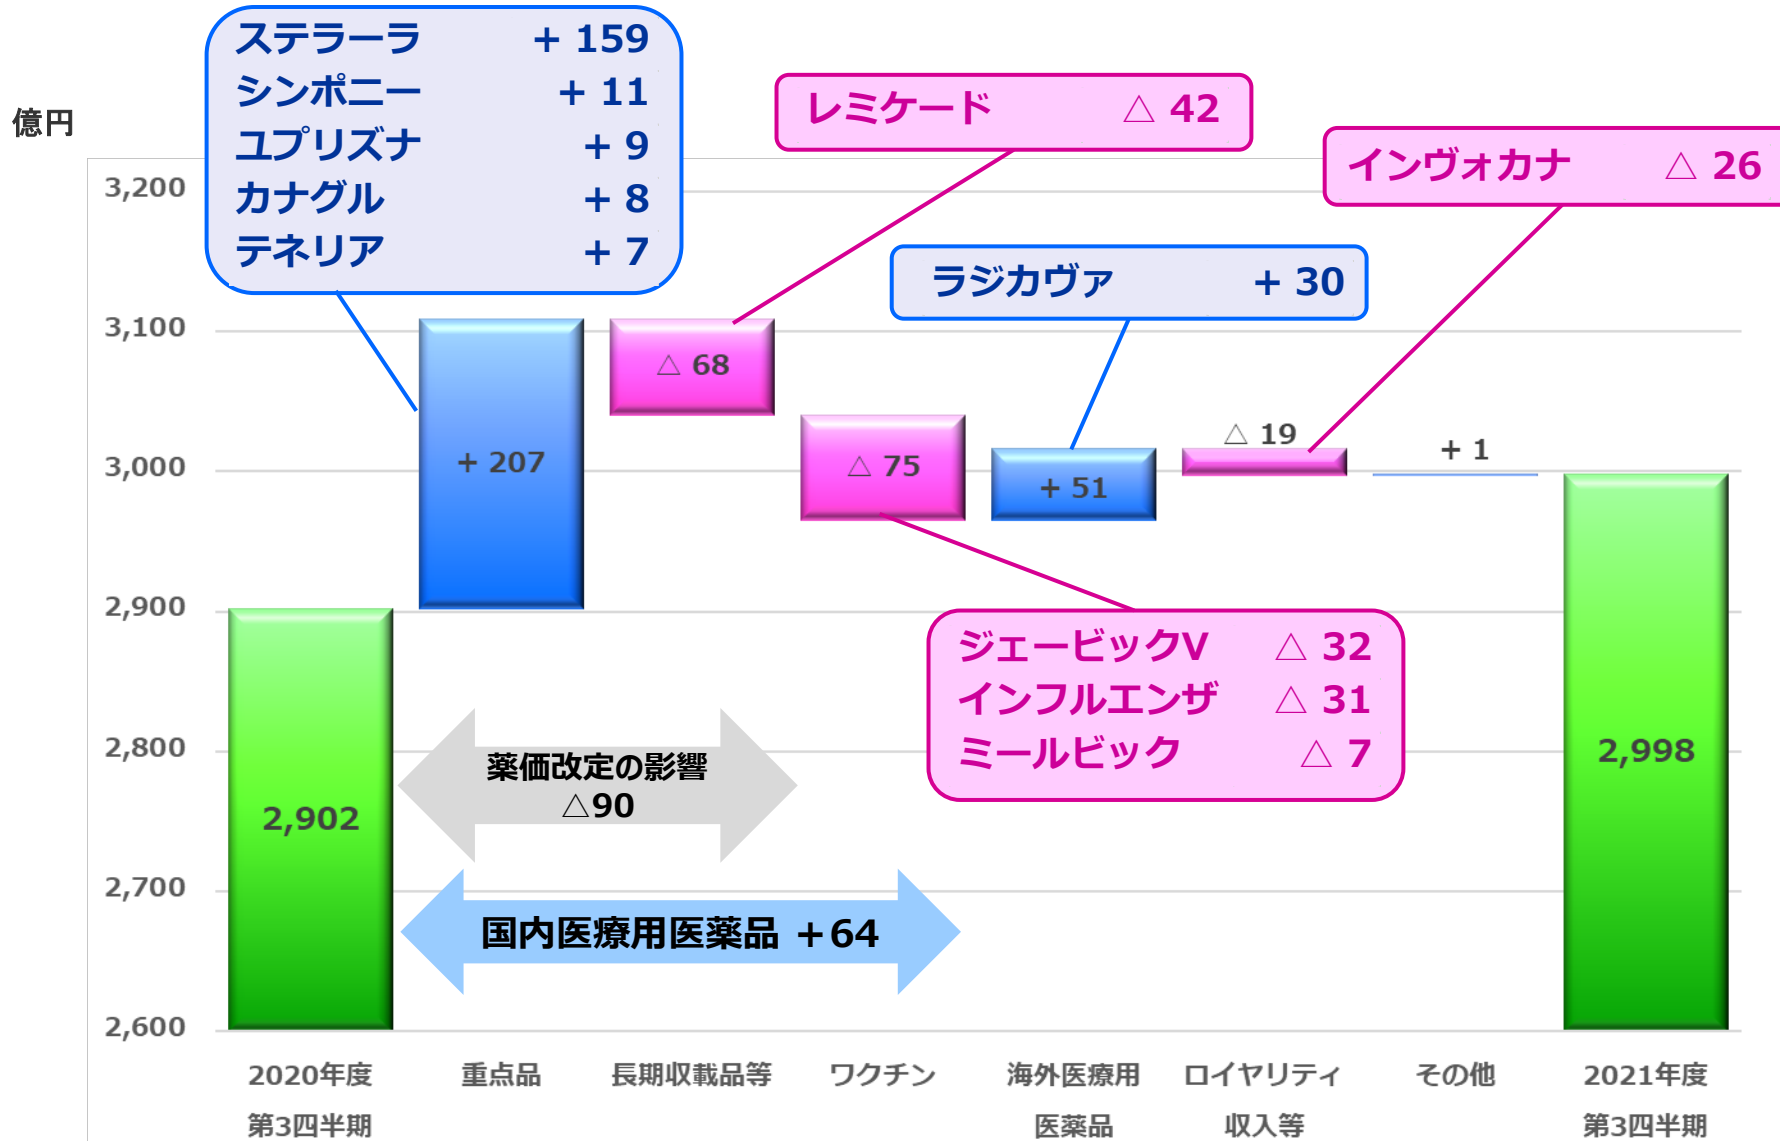 ステラーラ + 159
シンポニー + 11
ユプリズナ + 9
カナグル + 8
テネリア + 7
レミケード △ 42
インヴォカナ △ 26
ラジカヴァ + 30
億円
3,200
3,100
3,000
2,900
2,800
2,700
2,600
+ 207
△ 68
△ 75
+ 51
△ 19
+ 1
ジェービックV △ 32
インフルエンザ △ 31
ミールビック △ 7
薬価改定の影響
△90
国内医療用医薬品 +64
2,902
2,998
2020年度
第3四半期
重点品
長期収載品等
ワクチン
海外医療用
医薬品
ロイヤリティ
収入等
その他
2021年度
第3四半期